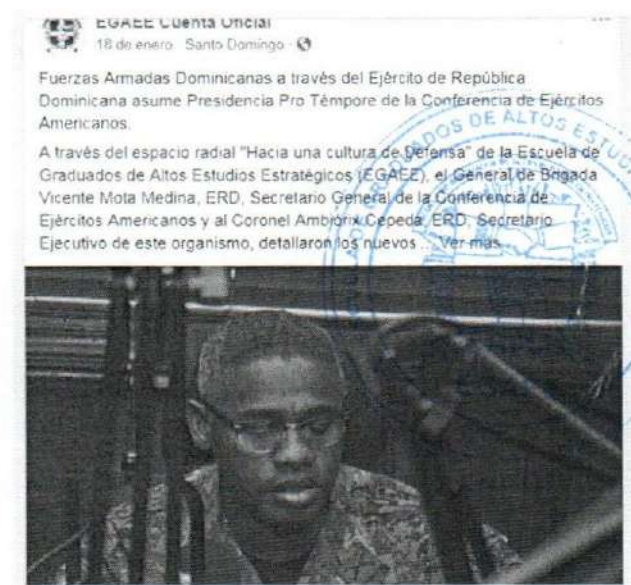 EGAEE Cuenta Oficial
18 de enero · Santo Domingo ·
Fuerzas Armadas Dominicanas a través del Ejército de República
Dominicana asume Presidencia Pro Témpore de la Conferencia de Ejércitos
Americanos.
A través del espacio radial "Hacia una cultura de Defensa" de la Escuela de
Graduados de Altos Estudios Estratégicos (EGAEE), el General de Brigada
Vicente Mota Medina, ERD, Secretario General de la Conferencia de
Ejércitos Americanos y al Coronel Ambiorix Cepeda, ERD, Secretario
Ejecutivo de este organismo, detallaron los nuevos ... Ver más
DE ALTOS